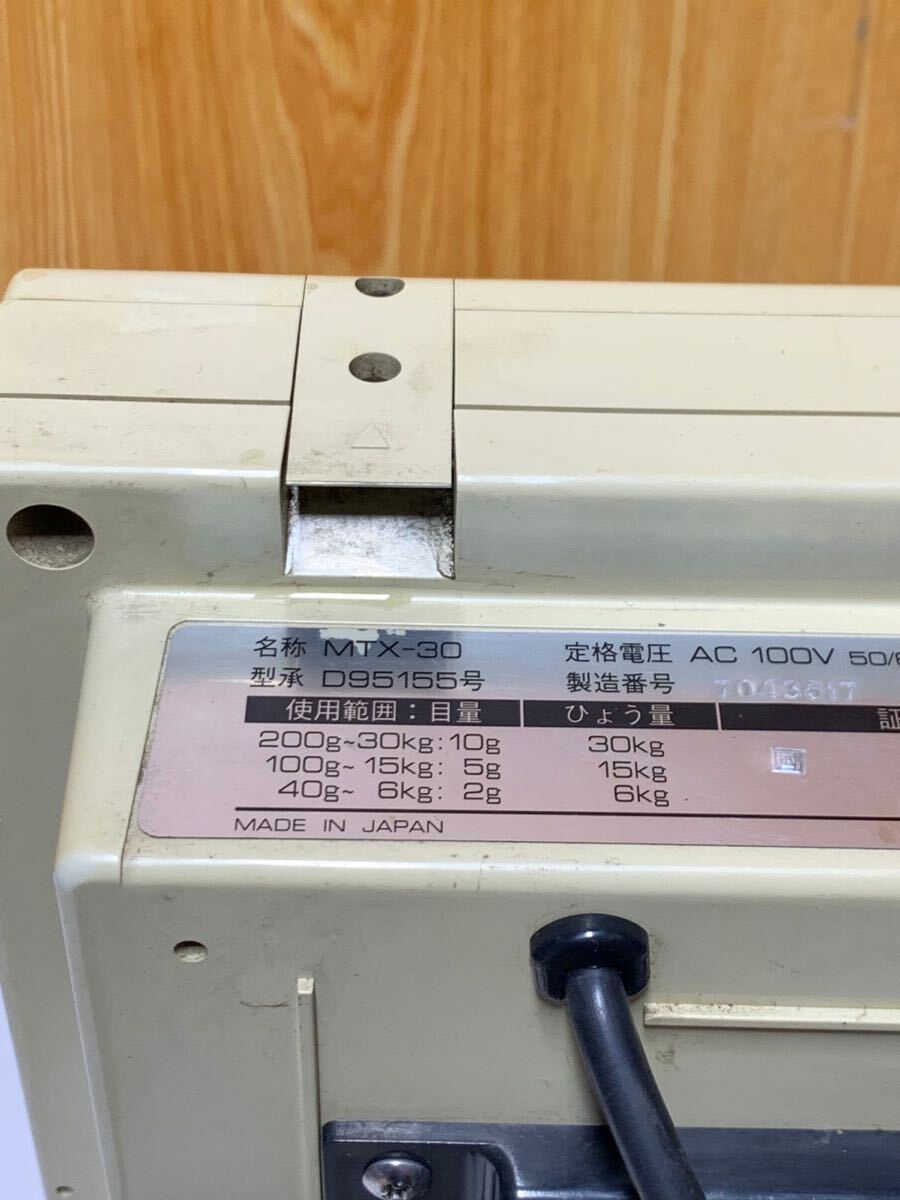 名称 MTX-30 定格電圧 AC 100V 50/
型承 D95155号 製造番号 7043617
使用範囲:目量 ひょう量 証
200g~30kg:10g 30kg
100g~15kg: 5g 15kg
40g~ 6kg: 2g 6kg
MADE IN JAPAN